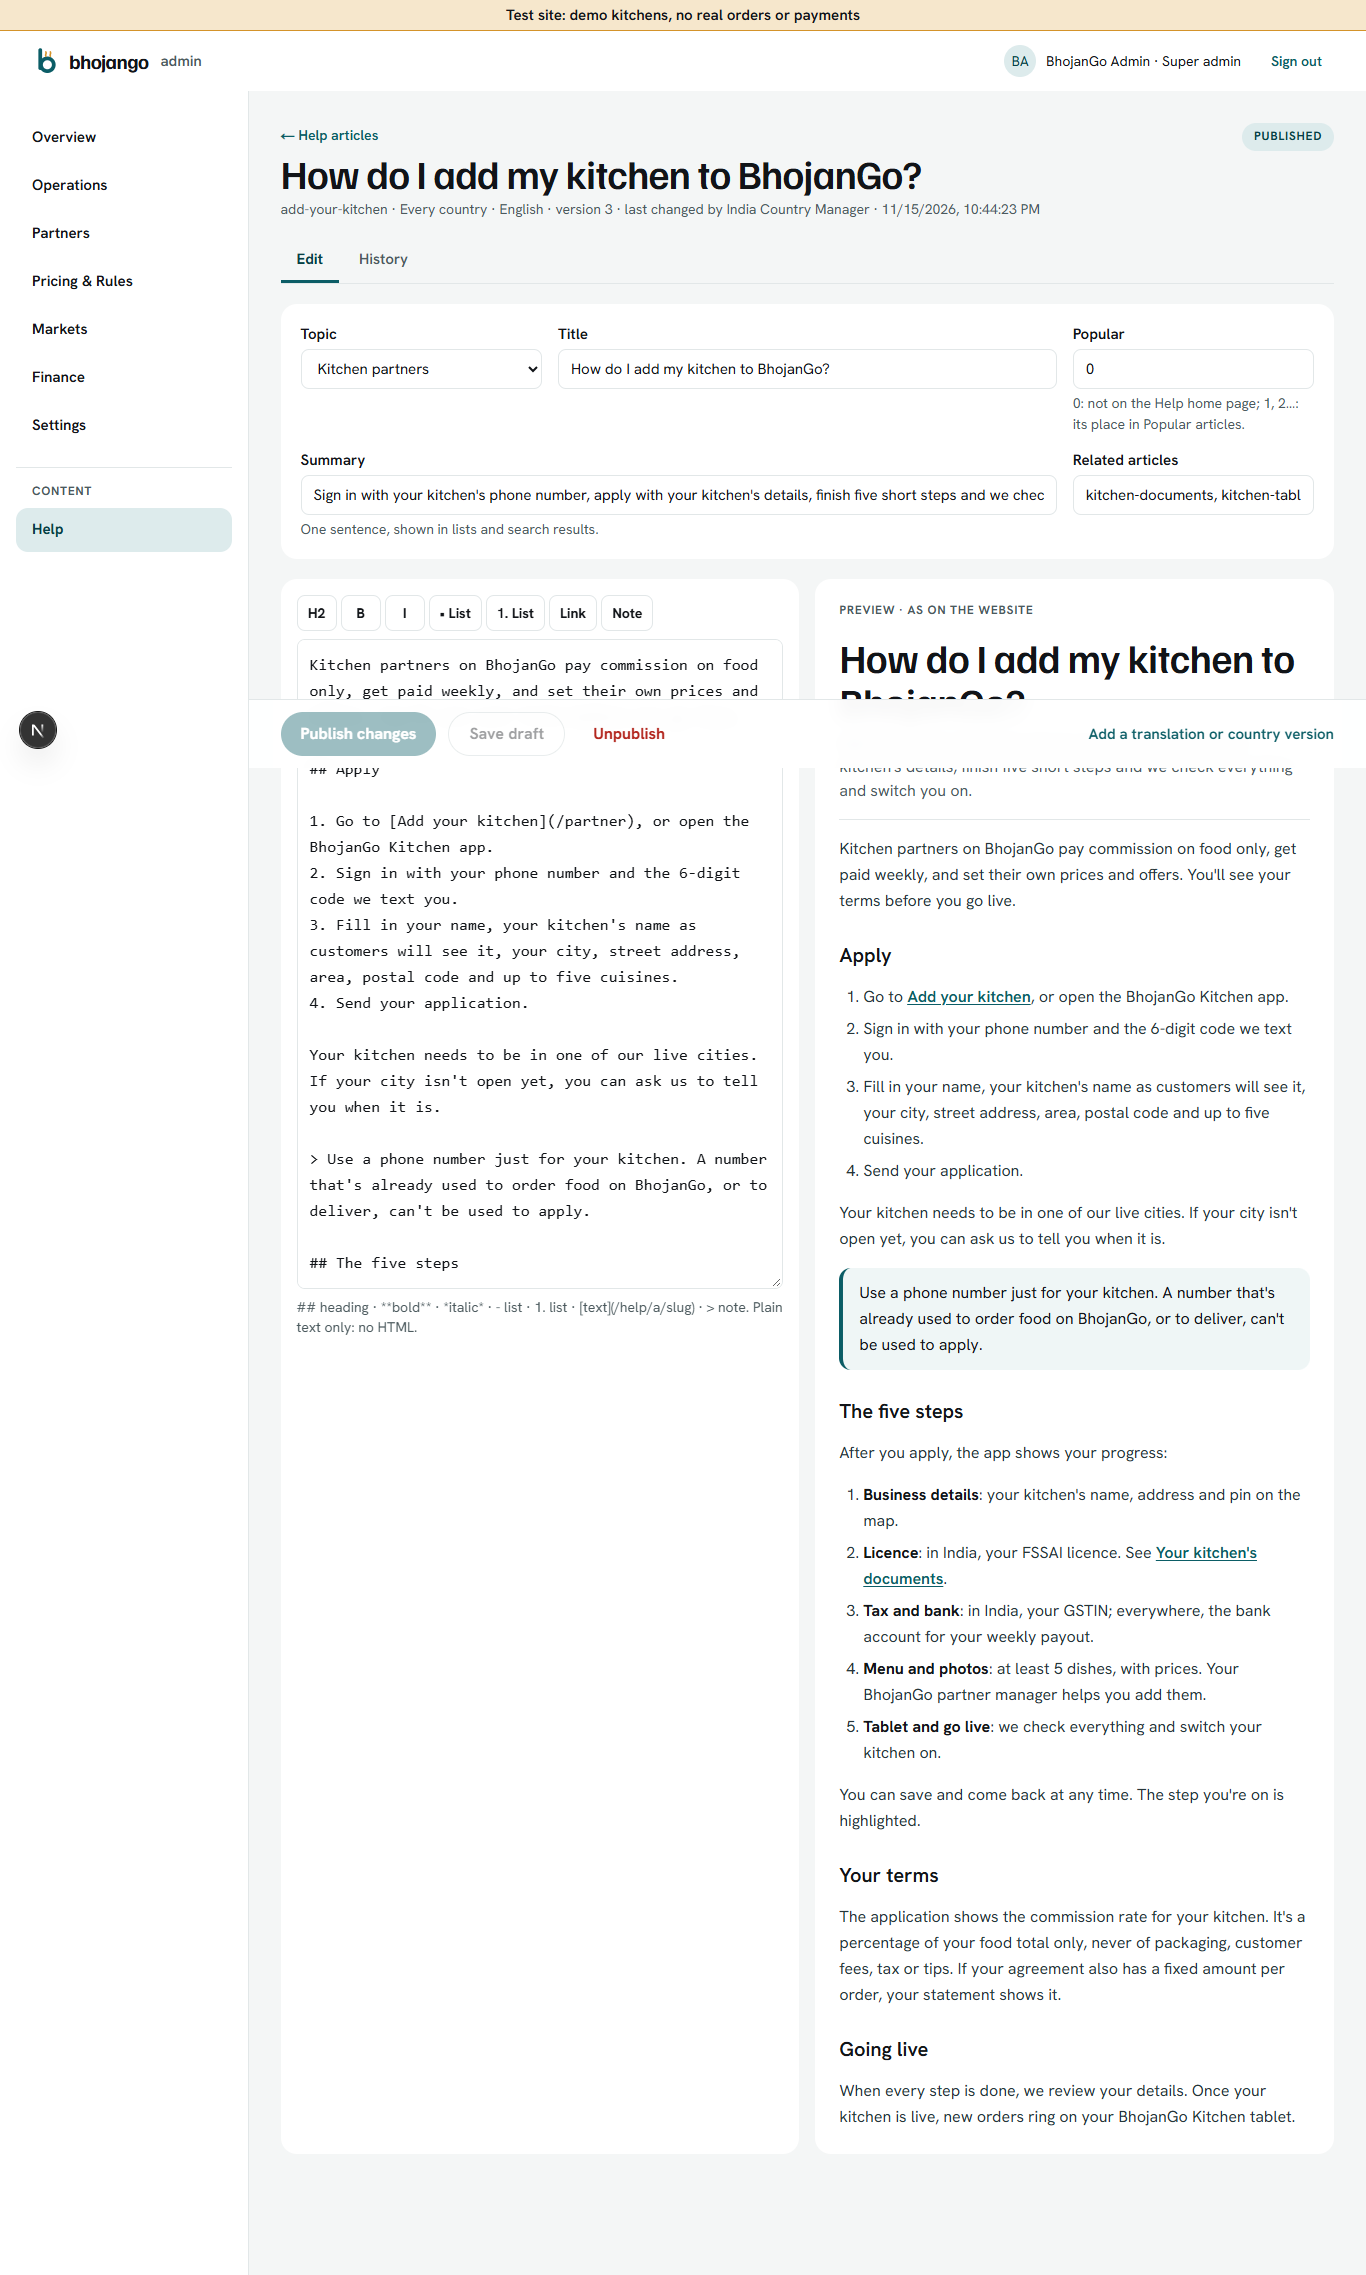 Test site: demo kitchens, no real orders or payments
bhojango admin
BA BhojanGo Admin · Super admin Sign out
Overview
Operations
Partners
Pricing & Rules
Markets
Finance
Settings
CONTENT
Help
← Help articles
PUBLISHED
How do I add my kitchen to BhojanGo?
add-your-kitchen · Every country · English · version 3 · last changed by India Country Manager · 11/15/2026, 10:44:23 PM
Edit History
Topic
Kitchen partners
Title
How do I add my kitchen to BhojanGo?
Popular
0
0: not on the Help home page; 1, 2...:
its place in Popular articles.
Summary
Sign in with your kitchen's phone number, apply with your kitchen's details, finish five short steps and we chec
One sentence, shown in lists and search results.
Related articles
kitchen-documents, kitchen-tabl
H2 B I • List 1. List Link Note
Kitchen partners on BhojanGo pay commission on food
only, get paid weekly, and set their own prices and
## Apply
1. Go to [Add your kitchen](/partner), or open the
BhojanGo Kitchen app.
2. Sign in with your phone number and the 6-digit
code we text you.
3. Fill in your name, your kitchen's name as
customers will see it, your city, street address,
area, postal code and up to five cuisines.
4. Send your application.
Your kitchen needs to be in one of our live cities.
If your city isn't open yet, you can ask us to tell
you when it is.
> Use a phone number just for your kitchen. A number
that's already used to order food on BhojanGo, or to
deliver, can't be used to apply.
## The five steps
## heading · **bold** · *italic* · - list · 1. list · [text](/help/a/slug) · > note. Plain
text only: no HTML.
PREVIEW · AS ON THE WEBSITE
How do I add my kitchen to
BhojanGo?
kitchen's details, finish five short steps and we check everything
and switch you on.
Kitchen partners on BhojanGo pay commission on food only, get
paid weekly, and set their own prices and offers. You'll see your
terms before you go live.
Apply
1. Go to Add your kitchen, or open the BhojanGo Kitchen app.
2. Sign in with your phone number and the 6-digit code we text
you.
3. Fill in your name, your kitchen's name as customers will see it,
your city, street address, area, postal code and up to five
cuisines.
4. Send your application.
Your kitchen needs to be in one of our live cities. If your city isn't
open yet, you can ask us to tell you when it is.
Use a phone number just for your kitchen. A number that's
already used to order food on BhojanGo, or to deliver, can't
be used to apply.
The five steps
After you apply, the app shows your progress:
1. Business details: your kitchen's name, address and pin on the
map.
2. Licence: in India, your FSSAI licence. See Your kitchen's
documents.
3. Tax and bank: in India, your GSTIN; everywhere, the bank
account for your weekly payout.
4. Menu and photos: at least 5 dishes, with prices. Your
BhojanGo partner manager helps you add them.
5. Tablet and go live: we check everything and switch your
kitchen on.
You can save and come back at any time. The step you're on is
highlighted.
Your terms
The application shows the commission rate for your kitchen. It's a
percentage of your food total only, never of packaging, customer
fees, tax or tips. If your agreement also has a fixed amount per
order, your statement shows it.
Going live
When every step is done, we review your details. Once your
kitchen is live, new orders ring on your BhojanGo Kitchen tablet.
Publish changes Save draft Unpublish Add a translation or country version
N